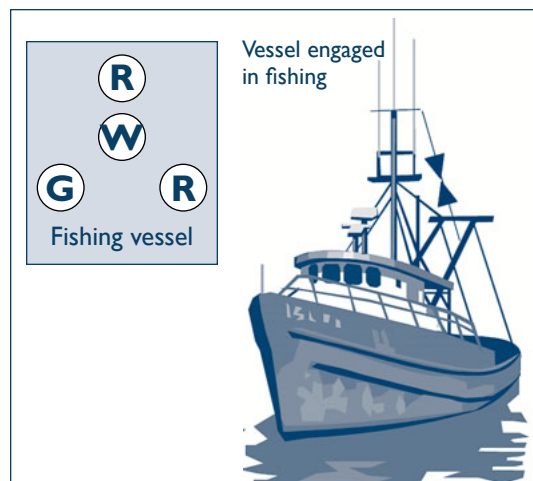 R
W
G R
Fishing vessel
Vessel engaged
in fishing